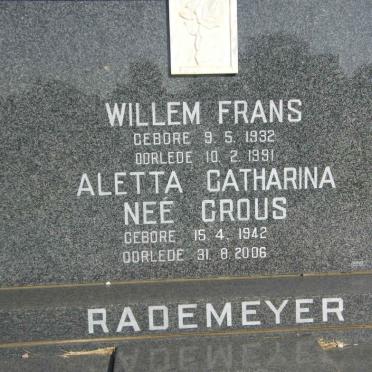 WILLEM FRANS
GEBORE 9. 5. 1932
OORLEDE 10. 2. 1991
ALETTA CATHARINA
NEÉ CROUS
GEBORE 15. 4. 1942
OORLEDE 31. 8. 2006
RADEMEYER